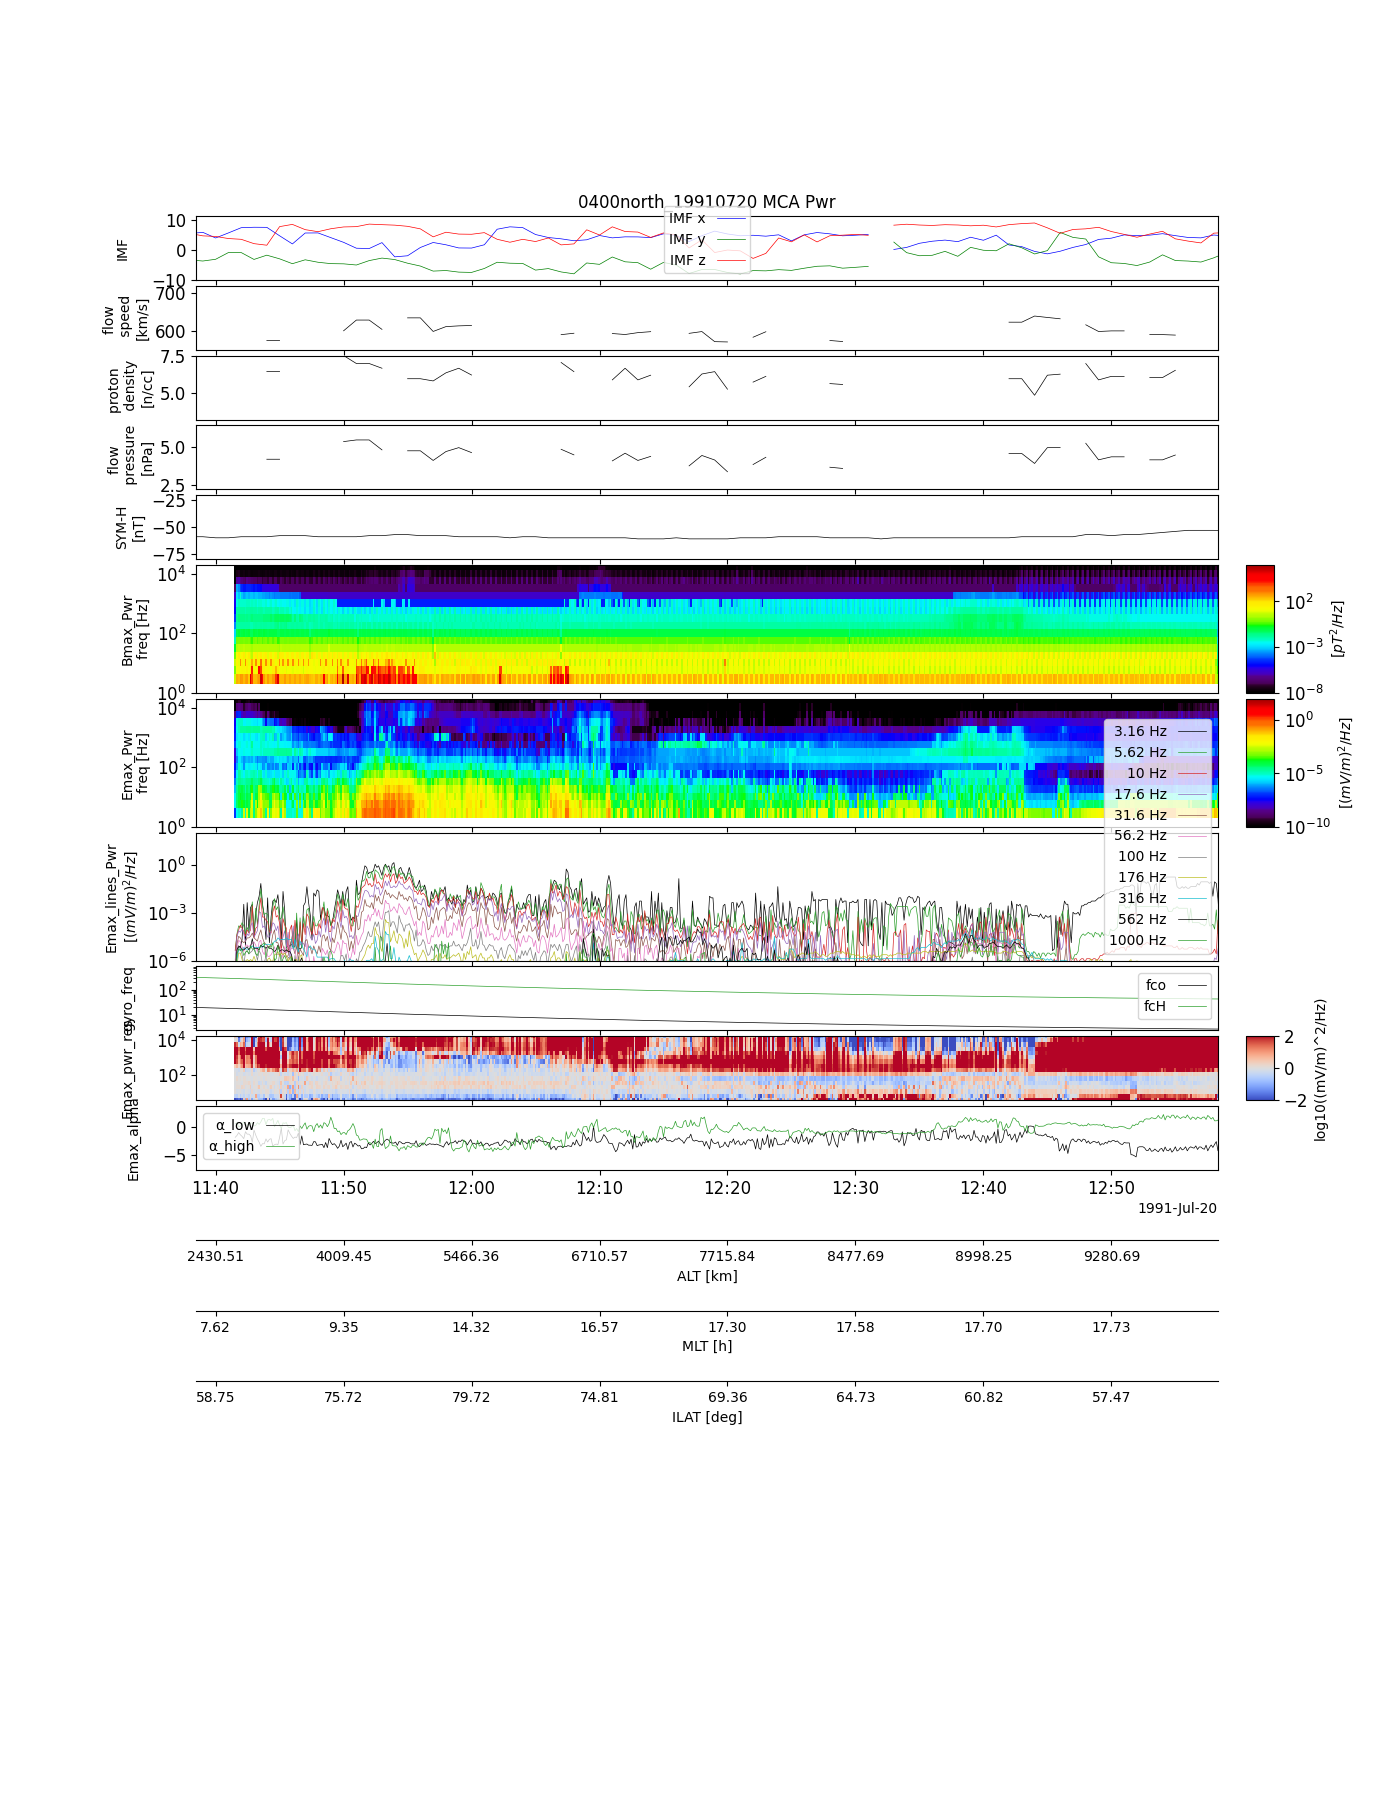 0400north_19910720 MCA Pwr
IMF
10
0
−10
IMF x
IMF y
IMF z
flow
speed
[km/s]
700
600
proton
density
[n/cc]
7.5
5.0
flow
pressure
[nPa]
5.0
2.5
SYM-H
[nT]
−25
−50
−75
Bmax_Pwr
freq [Hz]
10^4
10^2
10^0
10^2
10^−3
10^−8
[pT^2/Hz]
Emax_Pwr
freq [Hz]
10^4
10^2
10^0
10^0
10^−5
10^−10
[(mV/m)^2/Hz]
3.16 Hz
5.62 Hz
10 Hz
17.6 Hz
31.6 Hz
56.2 Hz
100 Hz
176 Hz
316 Hz
562 Hz
1000 Hz
Emax_lines_Pwr
[(mV/m)^2/Hz]
10^0
10^−3
10^−6
gyro_freq
10^2
10^1
fco
fcH
10^4
10^2
2
0
−2
log10((mV/m)^2/Hz)
Emax_alpha
0
−5
α_low
α_high
11:40 11:50 12:00 12:10 12:20 12:30 12:40 12:50
1991-Jul-20
2430.51 4009.45 5466.36 6710.57 7715.84 8477.69 8998.25 9280.69
ALT [km]
7.62 9.35 14.32 16.57 17.30 17.58 17.70 17.73
MLT [h]
58.75 75.72 79.72 74.81 69.36 64.73 60.82 57.47
ILAT [deg]